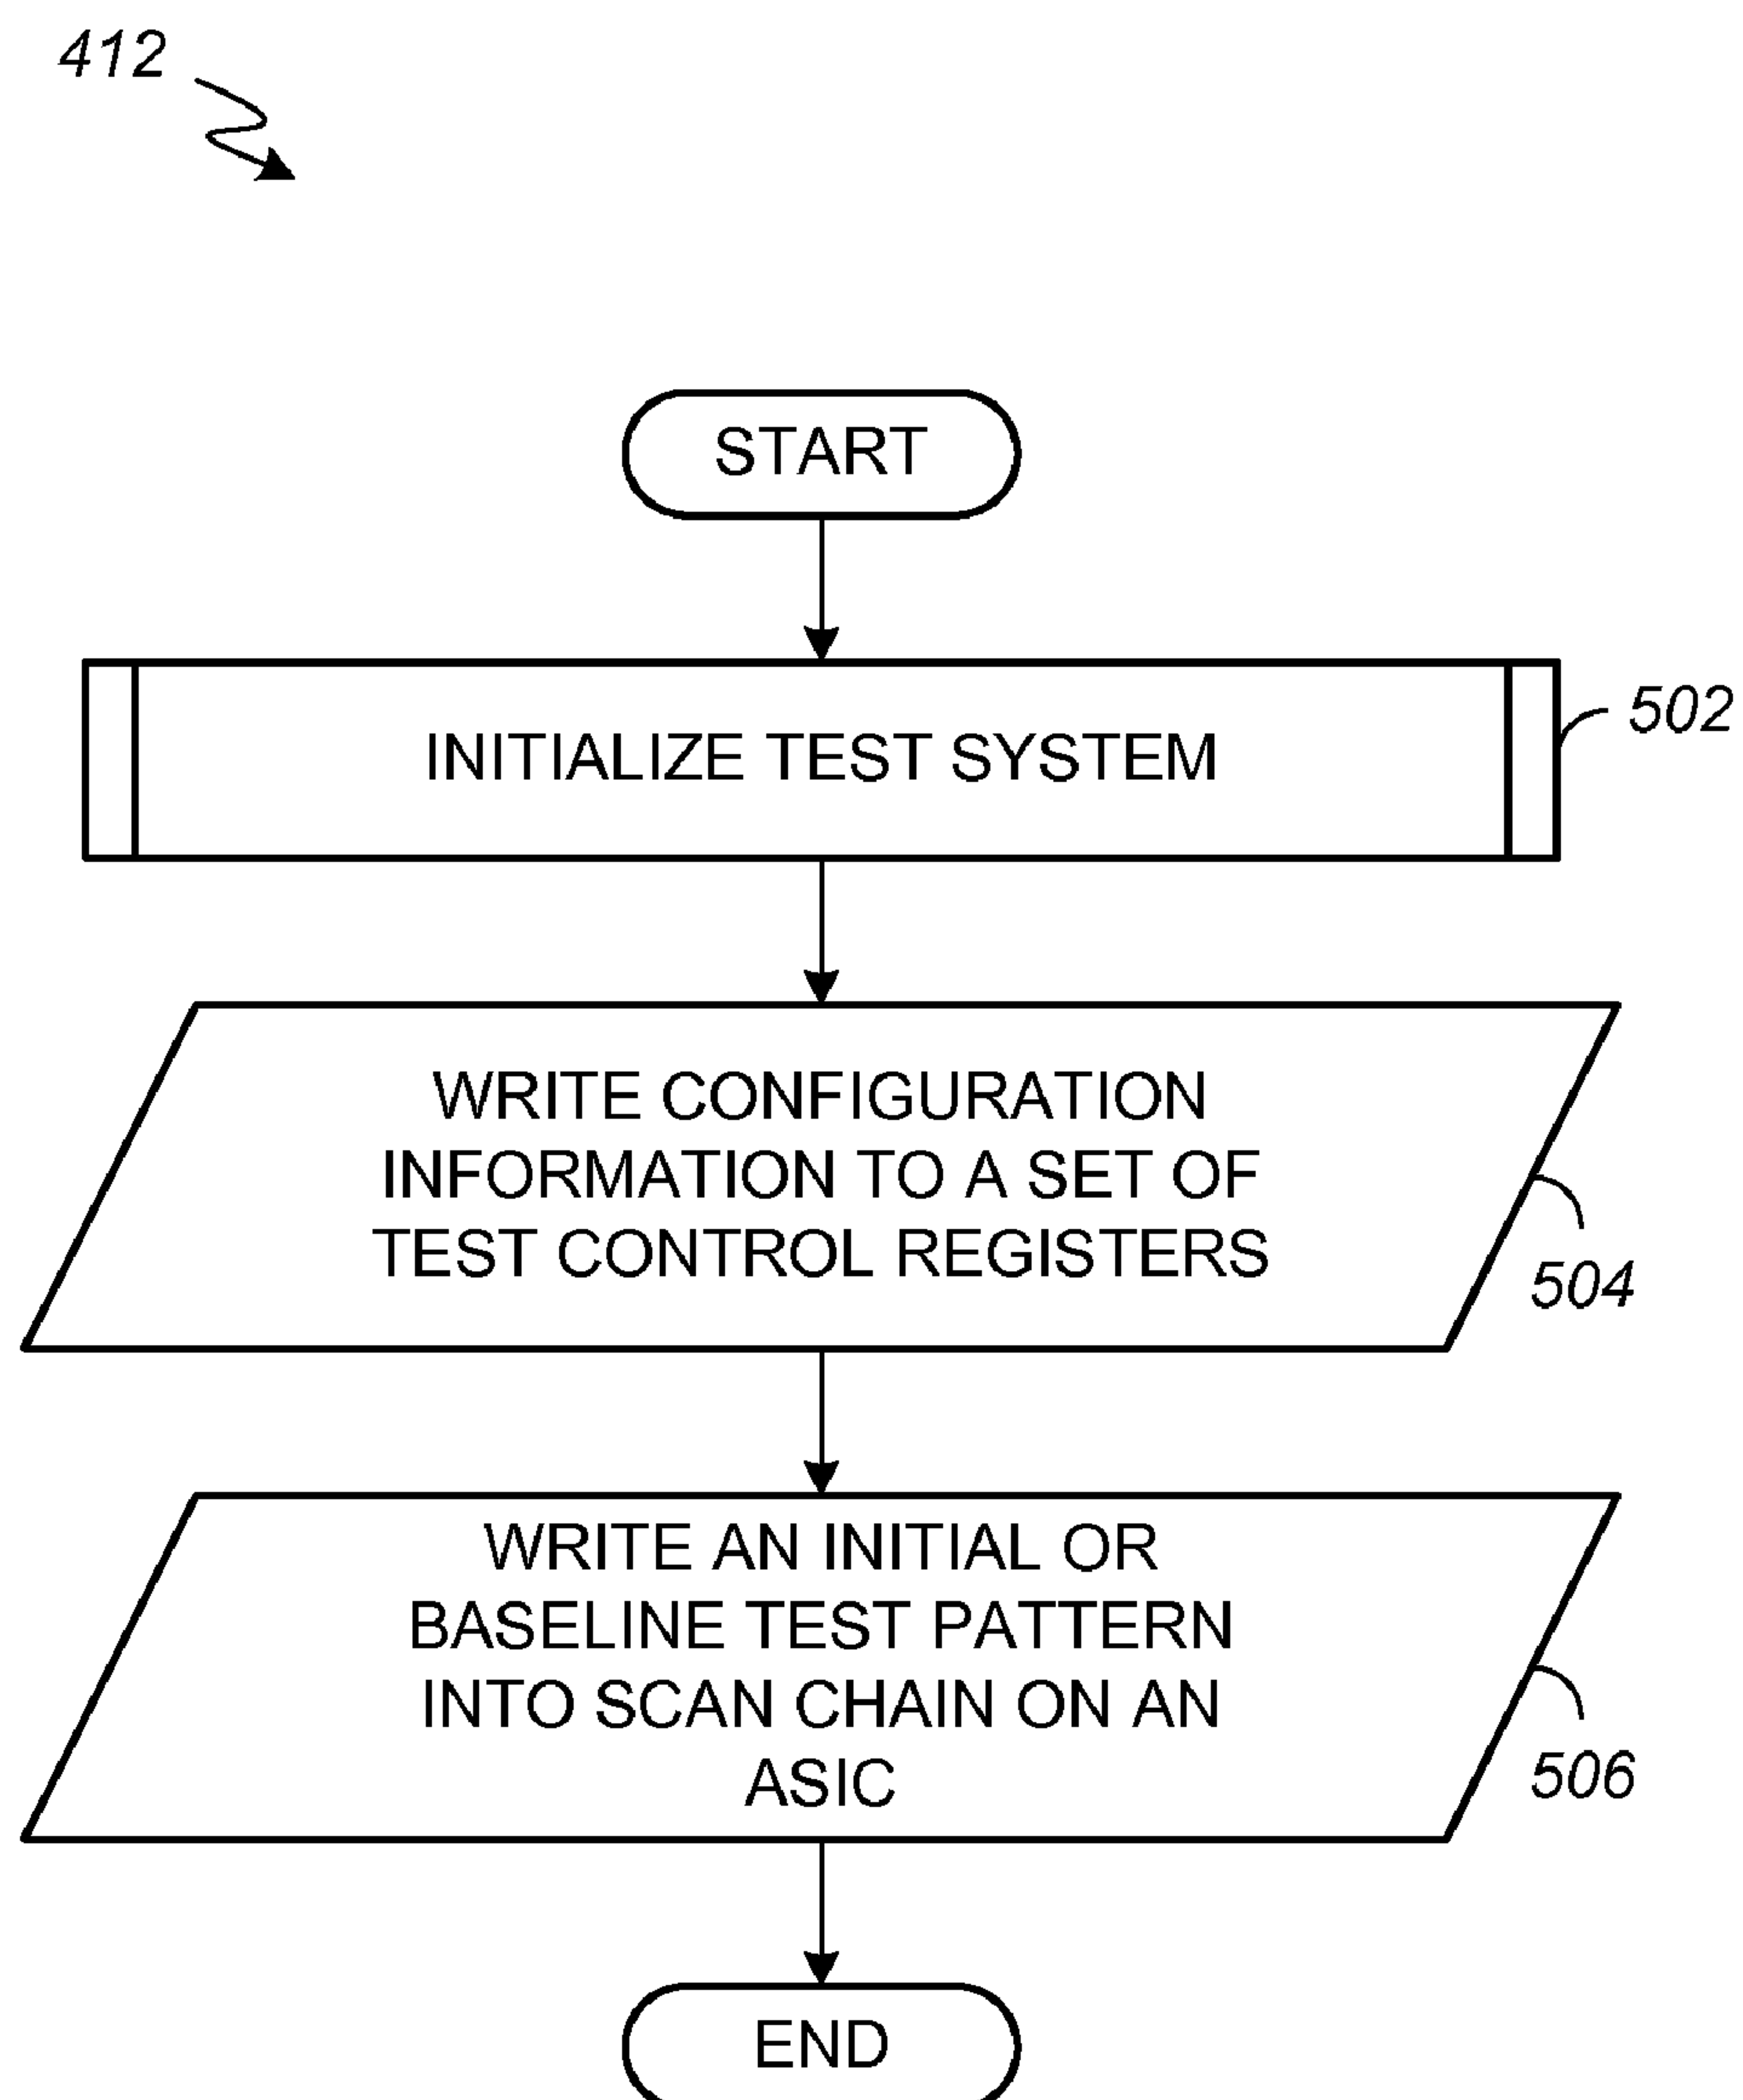 412
START
INITIALIZE TEST SYSTEM
502
WRITE CONFIGURATION
INFORMATION TO A SET OF
TEST CONTROL REGISTERS
504
WRITE AN INITIAL OR
BASELINE TEST PATTERN
INTO SCAN CHAIN ON AN
ASIC
506
END